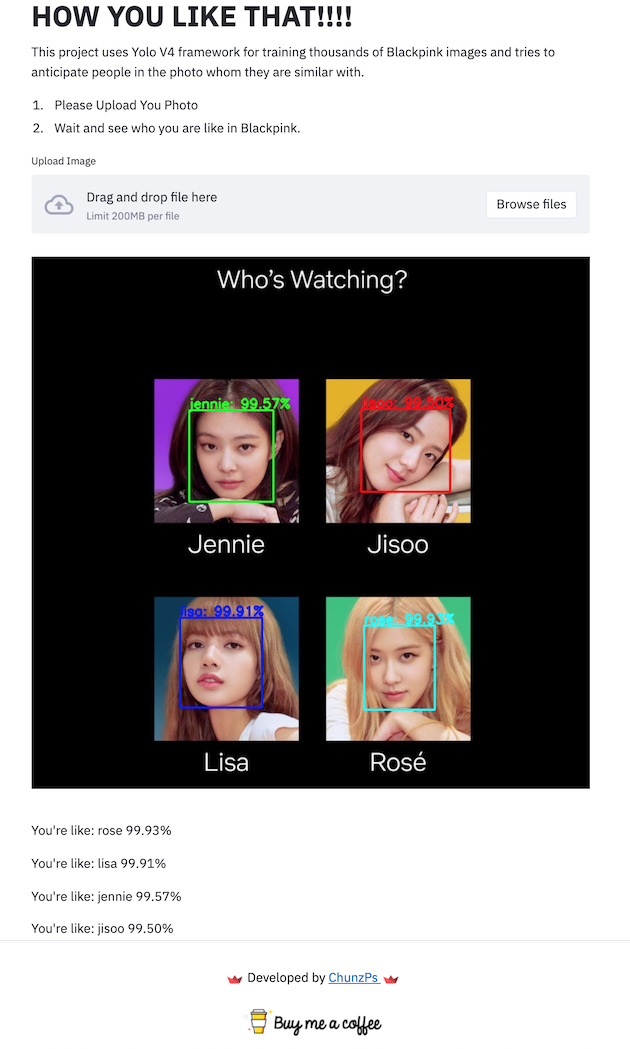 HOW YOU LIKE THAT!!!!
This project uses Yolo V4 framework for training thousands of Blackpink images and tries to
anticipate people in the photo whom they are similar with.
1. Please Upload You Photo
2. Wait and see who you are like in Blackpink.
Upload Image
Drag and drop file here
Limit 200MB per file
Browse files
Who's Watching?
jennie: 99.57%
jisoo: 99.50%
Jennie
Jisoo
lisa: 99.91%
rose: 99.93%
Lisa
Rosé
You're like: rose 99.93%
You're like: lisa 99.91%
You're like: jennie 99.57%
You're like: jisoo 99.50%
Developed by ChunzPs
Buy me a coffee